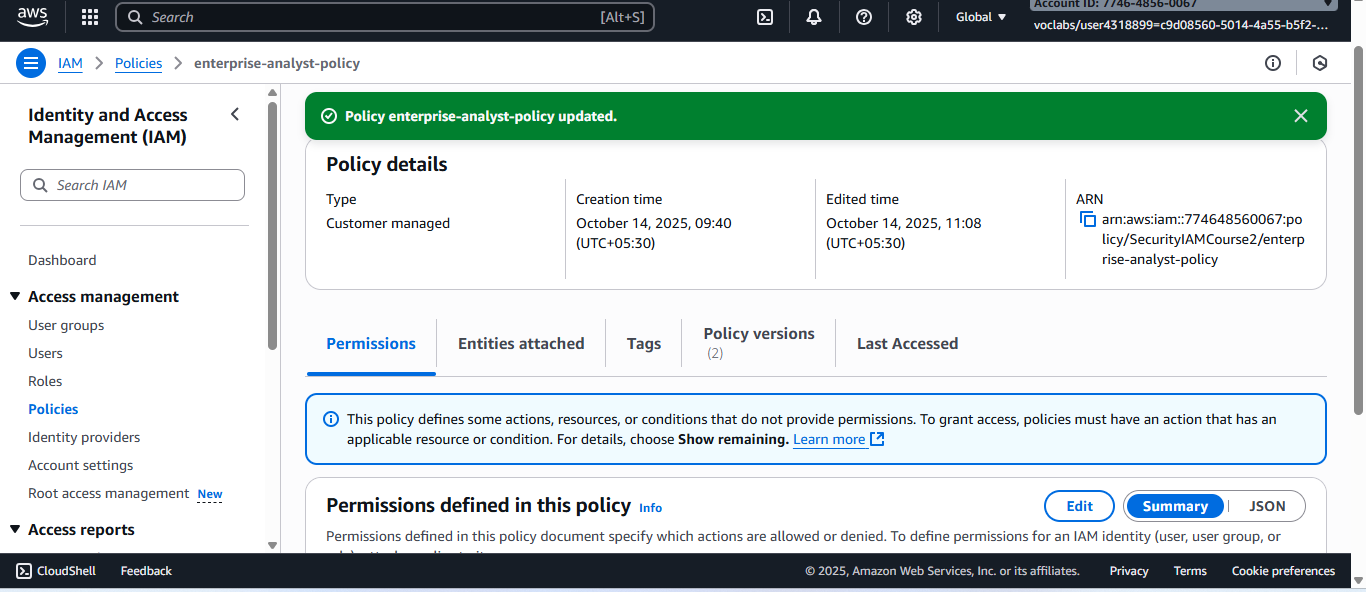 aws
Search
[Alt+S]
Global
Account ID: 7746-4856-0067
voclabs/user4318899=c9d08560-5014-4a55-b5f2-...
IAM > Policies > enterprise-analyst-policy
Identity and Access
Management (IAM)
Search IAM
Dashboard
Access management
User groups
Users
Roles
Policies
Identity providers
Account settings
Root access management New
Access reports
Policy enterprise-analyst-policy updated.
Policy details
Type
Customer managed
Creation time
October 14, 2025, 09:40
(UTC+05:30)
Edited time
October 14, 2025, 11:08
(UTC+05:30)
ARN
arn:aws:iam::774648560067:po
licy/SecurityIAMCourse2/enterp
rise-analyst-policy
Permissions
Entities attached
Tags
Policy versions
(2)
Last Accessed
This policy defines some actions, resources, or conditions that do not provide permissions. To grant access, policies must have an action that has an
applicable resource or condition. For details, choose Show remaining. Learn more
Permissions defined in this policy Info
Edit
Summary
JSON
Permissions defined in this policy document specify which actions are allowed or denied. To define permissions for an IAM identity (user, user group, or
CloudShell
Feedback
© 2025, Amazon Web Services, Inc. or its affiliates.
Privacy
Terms
Cookie preferences